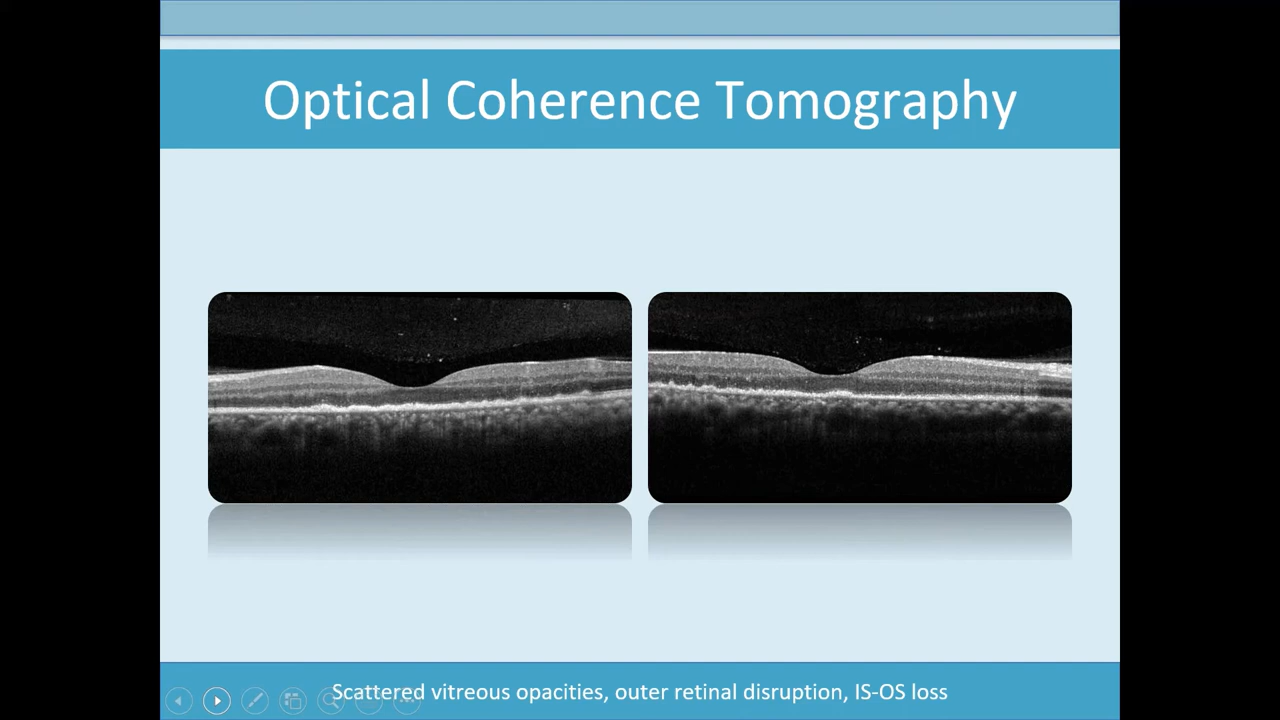 Optical Coherence Tomography
Scattered vitreous opacities, outer retinal disruption, IS-OS loss